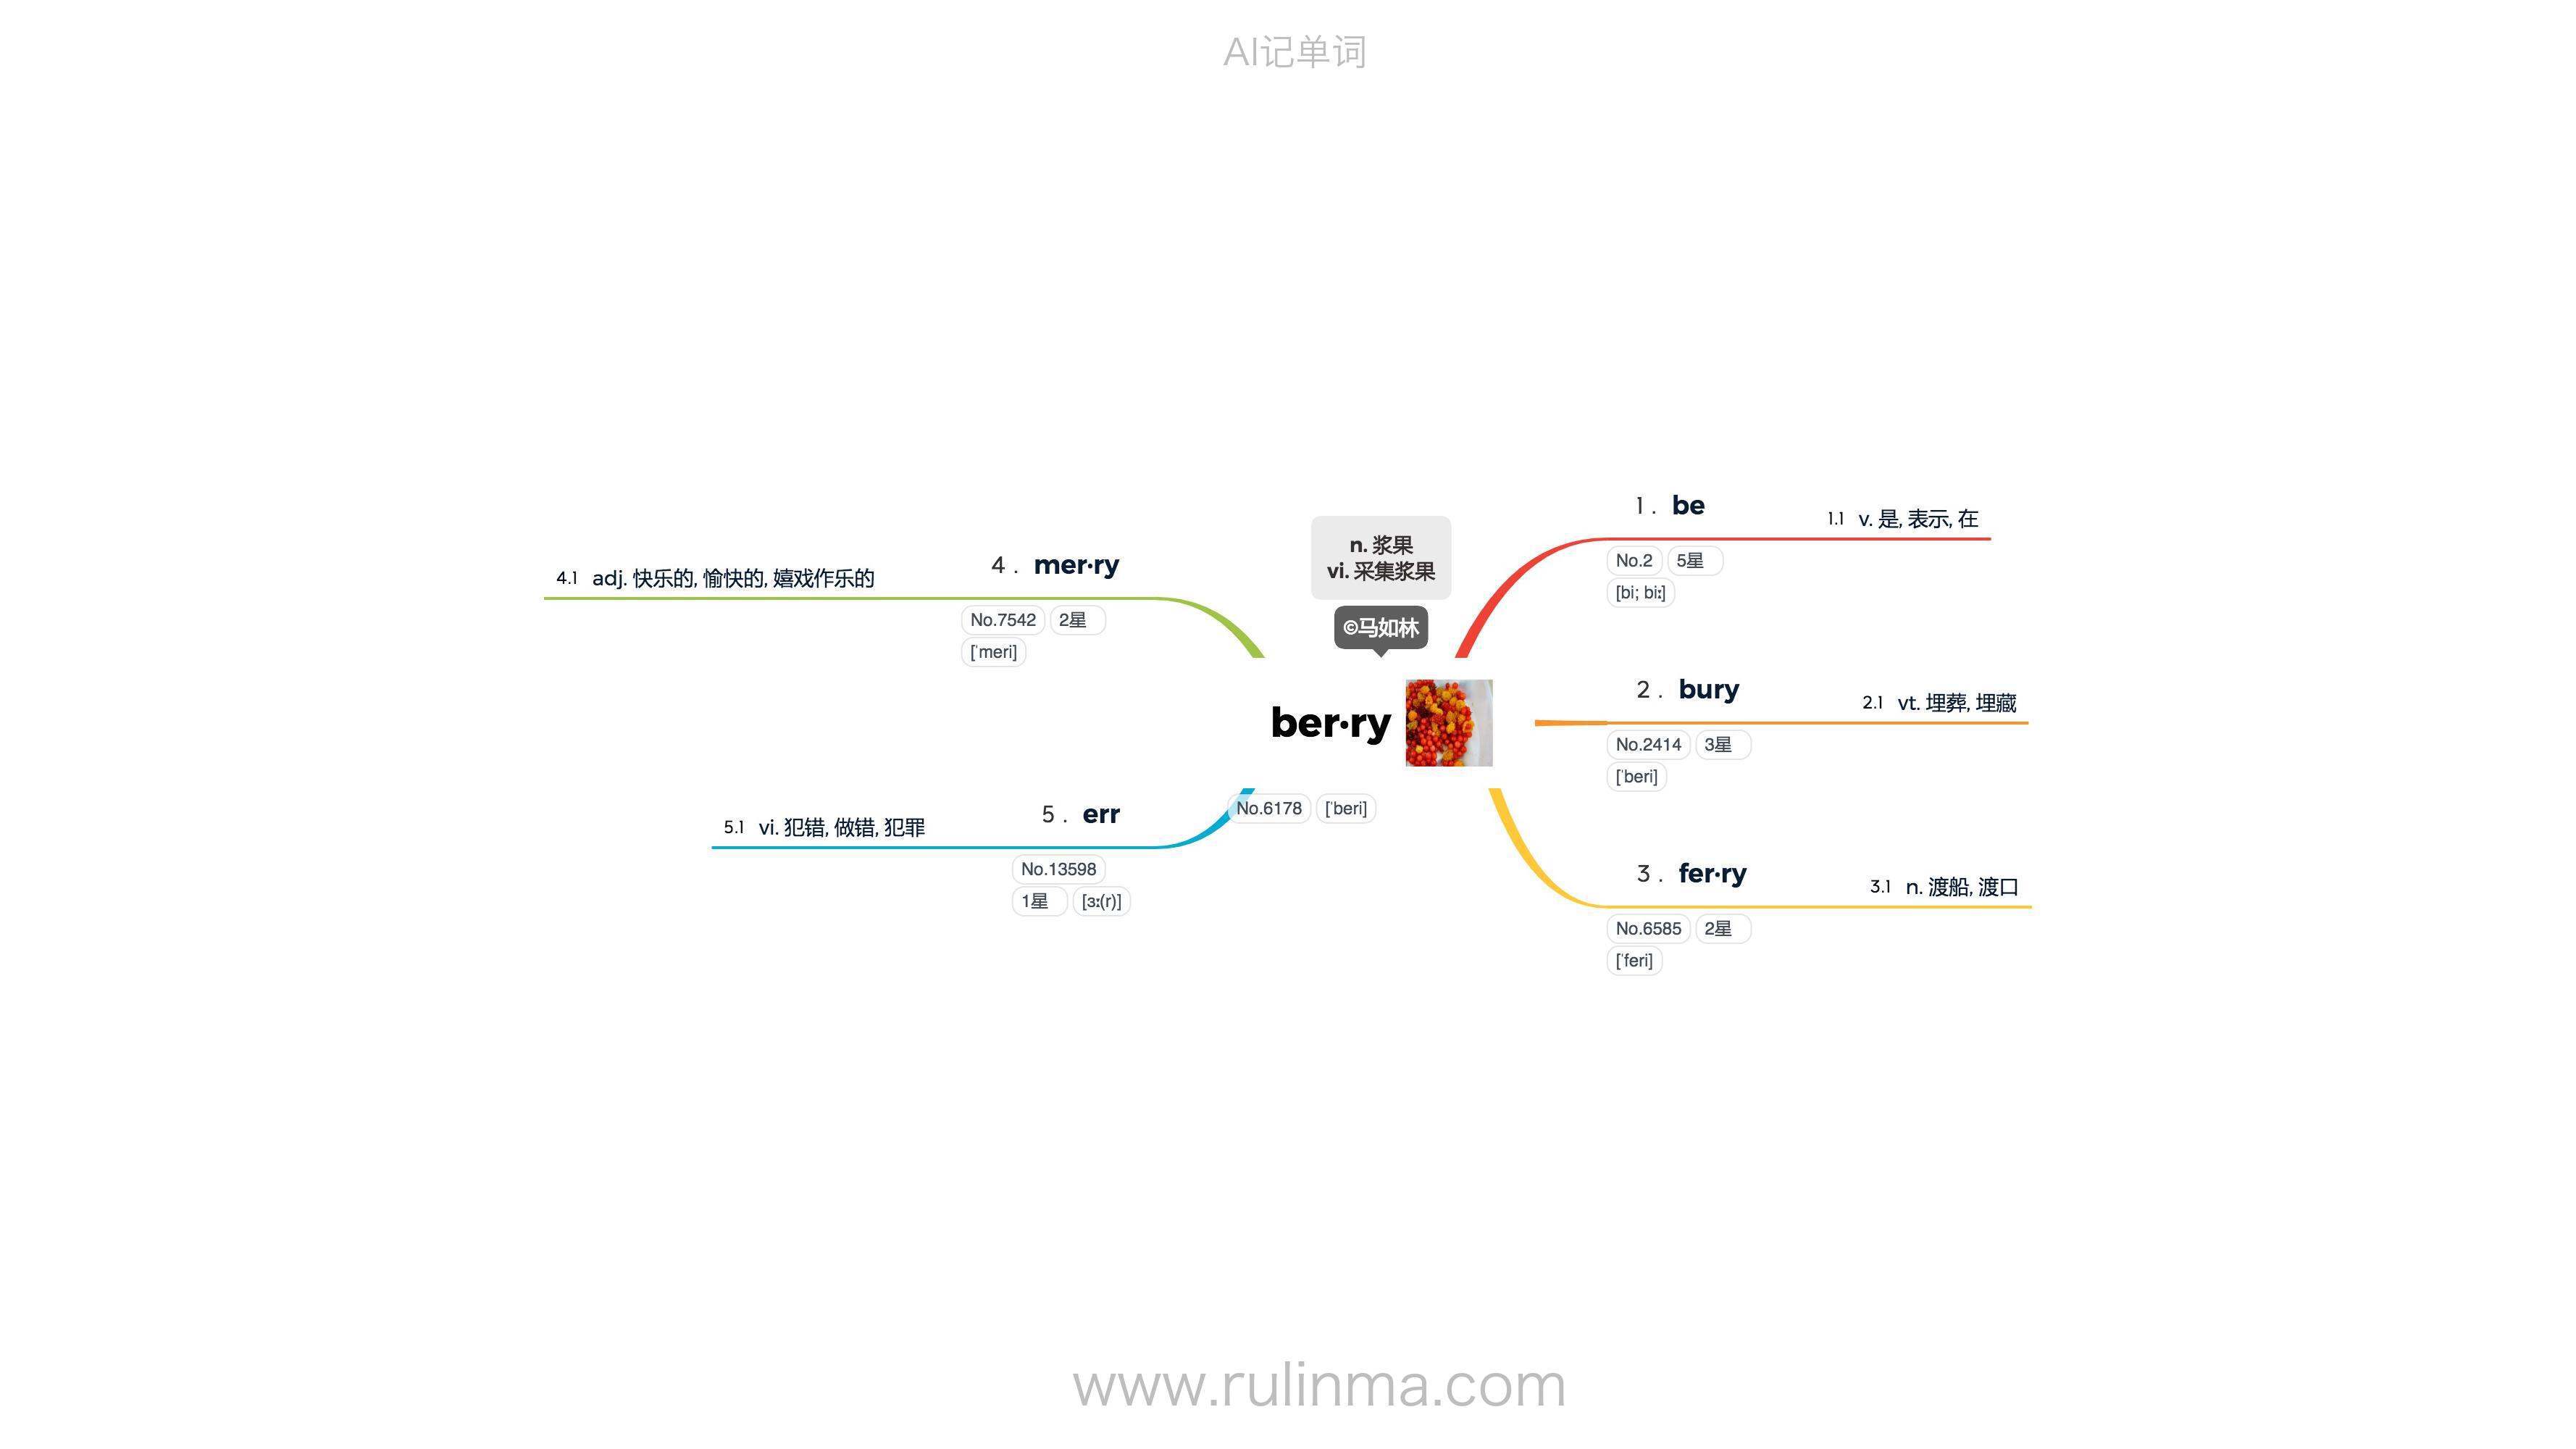 AI记单词
n. 浆果
vi. 采集浆果
©马如林
ber·ry
No.6178 [ˈberi]
1 . be
1.1 v. 是, 表示, 在
No.2 5星
[bi; biː]
2 . bury
2.1 vt. 埋葬, 埋藏
No.2414 3星
[ˈberi]
3 . fer·ry
3.1 n. 渡船, 渡口
No.6585 2星
[ˈferi]
4 . mer·ry
4.1 adj. 快乐的, 愉快的, 嬉戏作乐的
No.7542 2星
[ˈmeri]
5 . err
5.1 vi. 犯错, 做错, 犯罪
No.13598
1星 [ɜː(r)]
www.rulinma.com